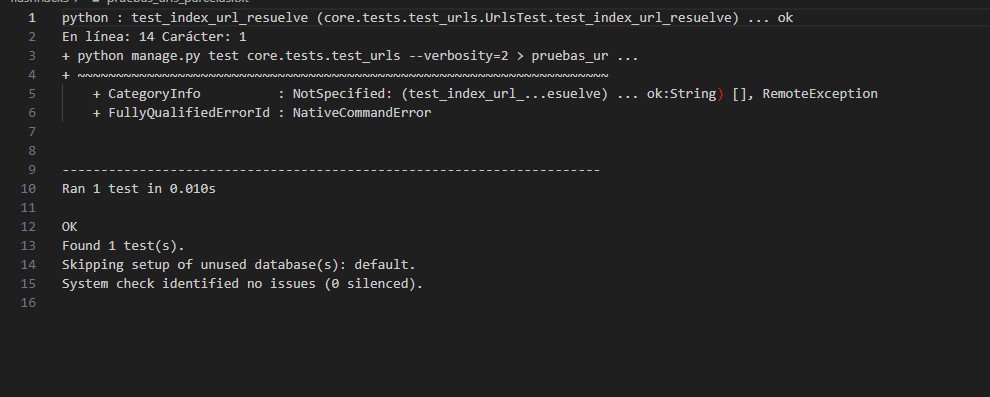 1 python : test_index_url_resuelve (core.tests.test_urls.UrlsTest.test_index_url_resuelve) ... ok
2 En línea: 14 Carácter: 1
3 + python manage.py test core.tests.test_urls --verbosity=2 > pruebas_ur ...
4 + ~~~~~~~~~~~~~~~~~~~~~~~~~~~~~~~~~~~~~~~~~~~~~~~~~~~~~~~~~~~~~~~~~~~~~
5 + CategoryInfo : NotSpecified: (test_index_url_...esuelve) ... ok:String) [], RemoteException
6 + FullyQualifiedErrorId : NativeCommandError
7
8
9 ----------------------------------------------------------------------
10 Ran 1 test in 0.010s
11
12 OK
13 Found 1 test(s).
14 Skipping setup of unused database(s): default.
15 System check identified no issues (0 silenced).
16